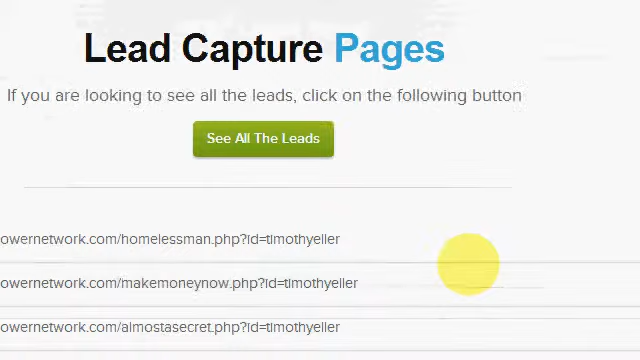 Lead Capture Pages
If you are looking to see all the leads, click on the following button
See All The Leads
owernetwork.com/homelessman.php?id=timothyeller
owernetwork.com/makemoneynow.php?id=timothyeller
owernetwork.com/almostasecret.php?id=timothyeller